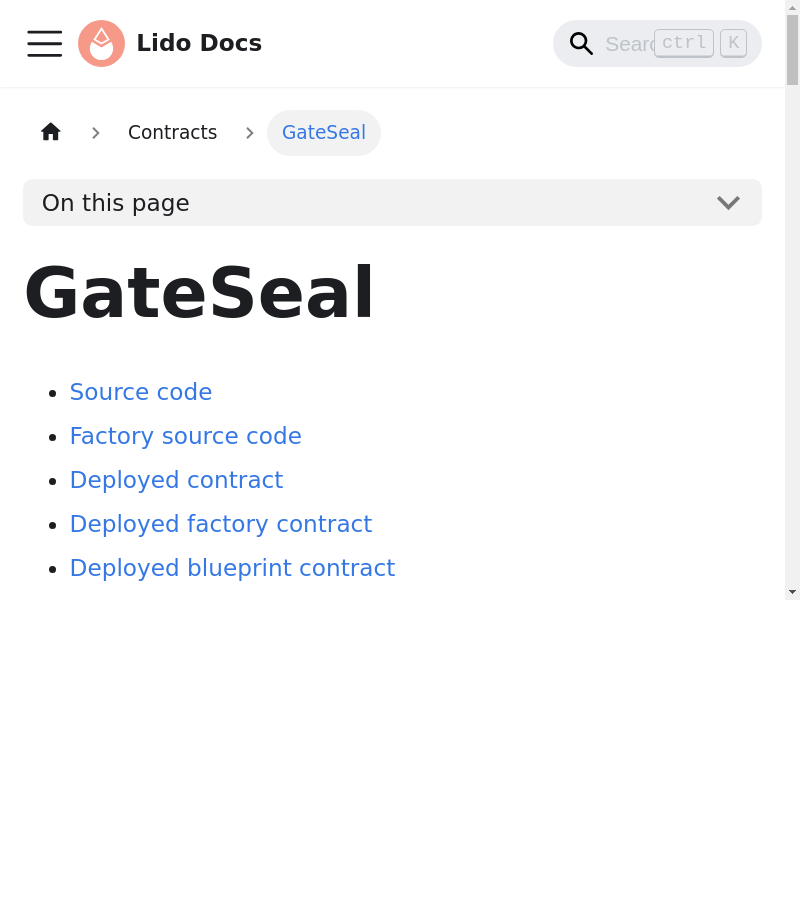 Lido Docs
Searc ctrl K
Contracts
GateSeal
On this page
GateSeal
Source code
Factory source code
Deployed contract
Deployed factory contract
Deployed blueprint contract